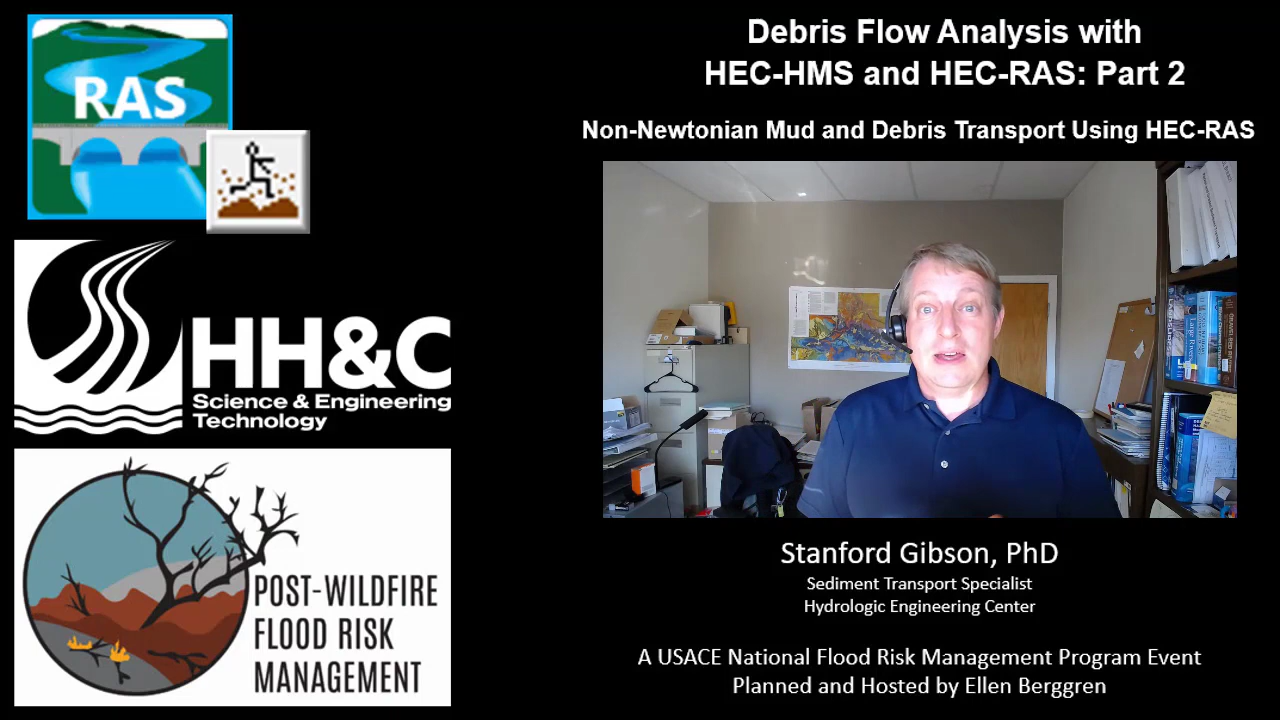 RAS
HH&C
Science & Engineering
Technology
POST-WILDFIRE
FLOOD RISK
MANAGEMENT
Debris Flow Analysis with
HEC-HMS and HEC-RAS: Part 2
Non-Newtonian Mud and Debris Transport Using HEC-RAS
Stanford Gibson, PhD
Sediment Transport Specialist
Hydrologic Engineering Center
A USACE National Flood Risk Management Program Event
Planned and Hosted by Ellen Berggren